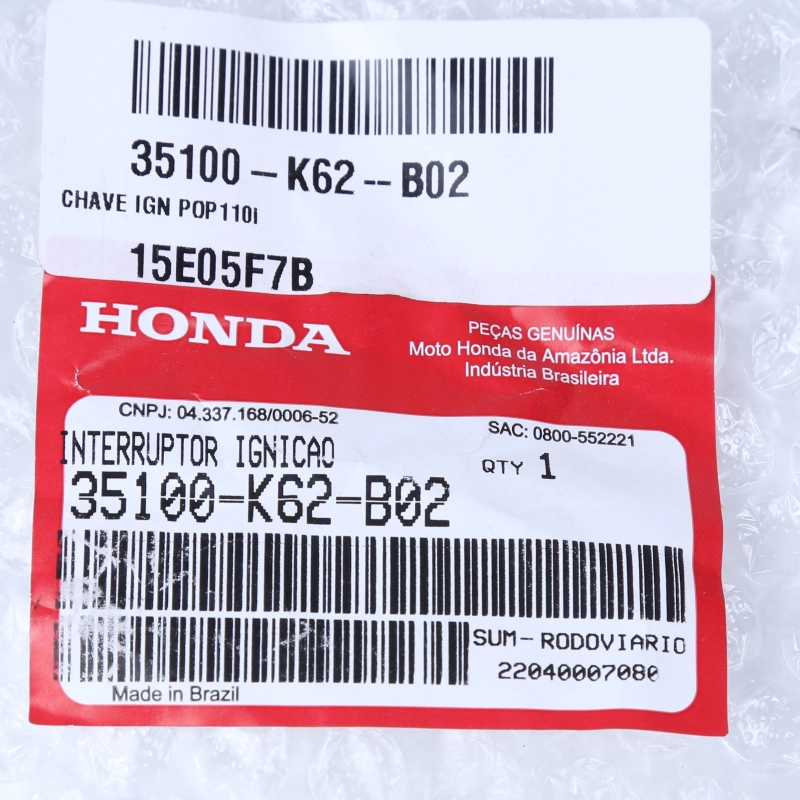 35100-K62--B02
CHAVE IGN POP110i
15E05F7B
HONDA
PEÇAS GENUÍNAS
Moto Honda da Amazônia Ltda.
Indústria Brasileira
CNPJ: 04.337.168/0006-52
SAC: 0800-552221
INTERRUPTOR IGNICAO
QTY 1
35100-K62-B02
SUM-RODOVIARIO
22040007080
Made in Brazil